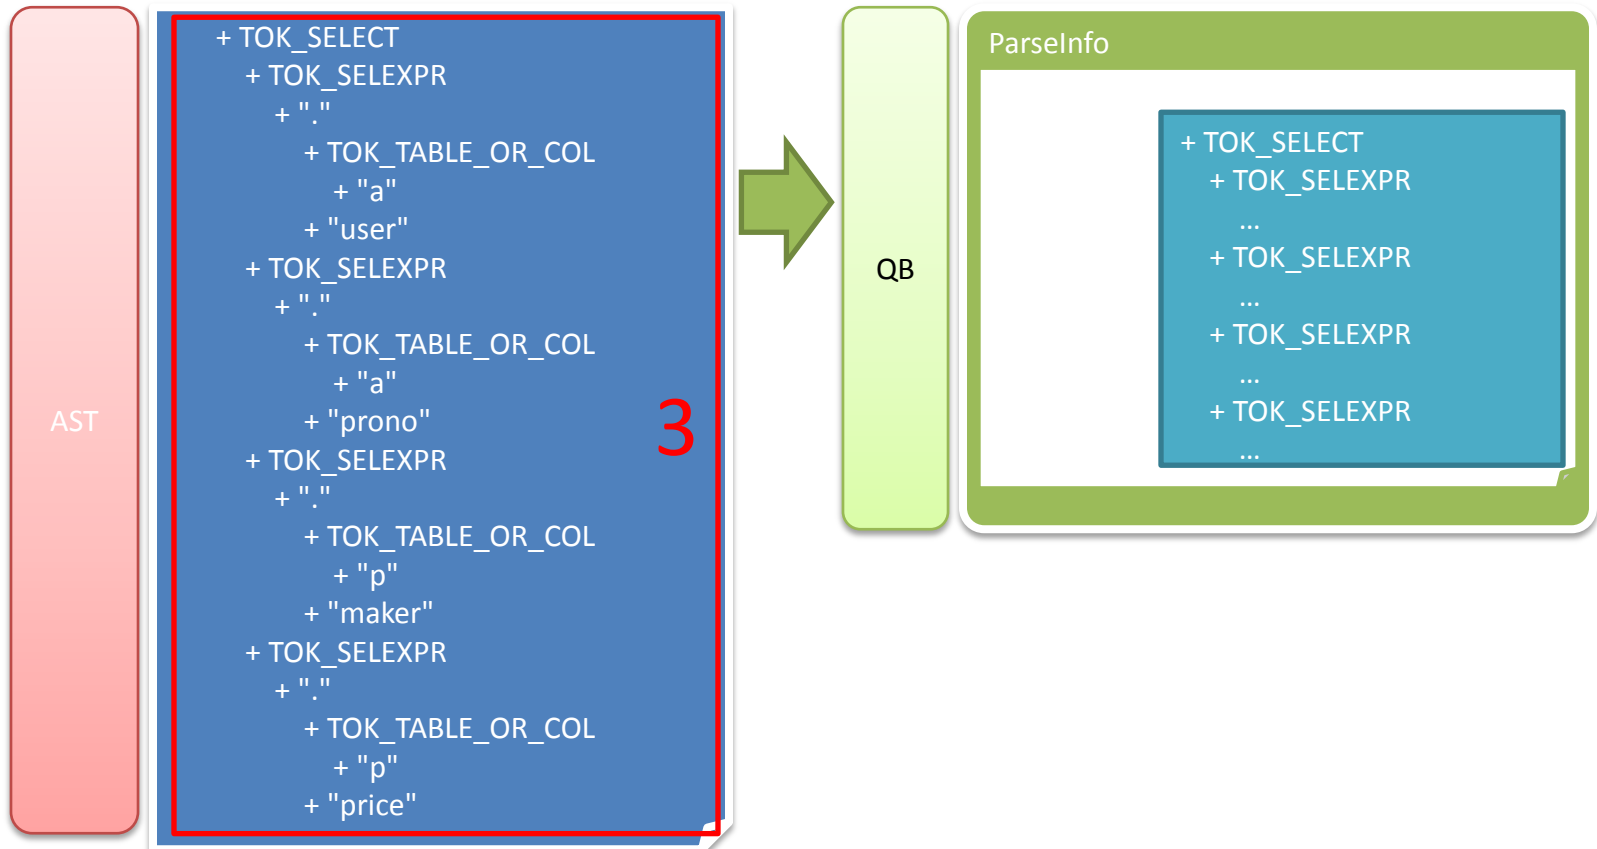 AST
+ TOK_SELECT
+ TOK_SELEXPR
+ "."
+ TOK_TABLE_OR_COL
+ "a"
+ "user"
+ TOK_SELEXPR
+ "."
+ TOK_TABLE_OR_COL
+ "a"
+ "prono"
+ TOK_SELEXPR
+ "."
+ TOK_TABLE_OR_COL
+ "p"
+ "maker"
+ TOK_SELEXPR
+ "."
+ TOK_TABLE_OR_COL
+ "p"
+ "price"
3
QB
ParseInfo
+ TOK_SELECT
+ TOK_SELEXPR
...
+ TOK_SELEXPR
...
+ TOK_SELEXPR
...
+ TOK_SELEXPR
...